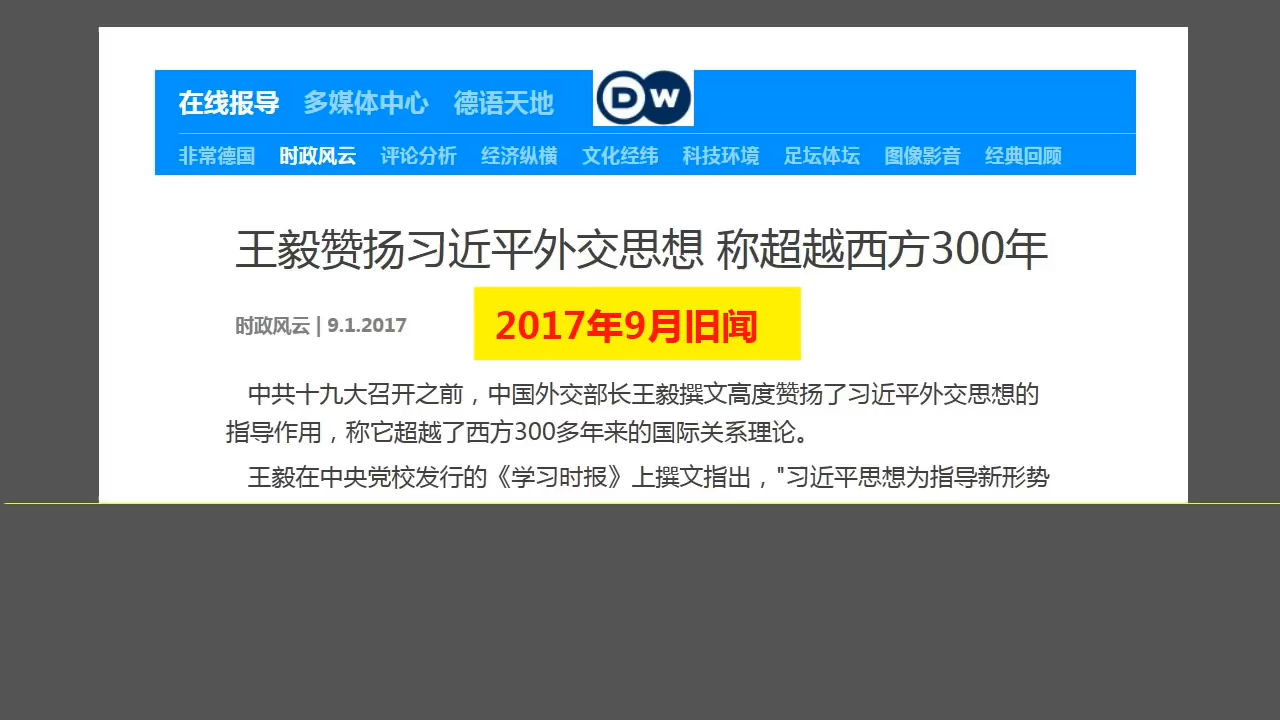 在线报导 多媒体中心 德语天地 DW
非常德国 时政风云 评论分析 经济纵横 文化经纬 科技环境 足坛体坛 图像影音 经典回顾
王毅赞扬习近平外交思想 称超越西方300年
时政风云 | 9.1.2017 2017年9月旧闻
中共十九大召开之前，中国外交部长王毅撰文高度赞扬了习近平外交思想的
指导作用，称它超越了西方300多年来的国际关系理论。
王毅在中央党校发行的《学习时报》上撰文指出，"习近平思想为指导新形势